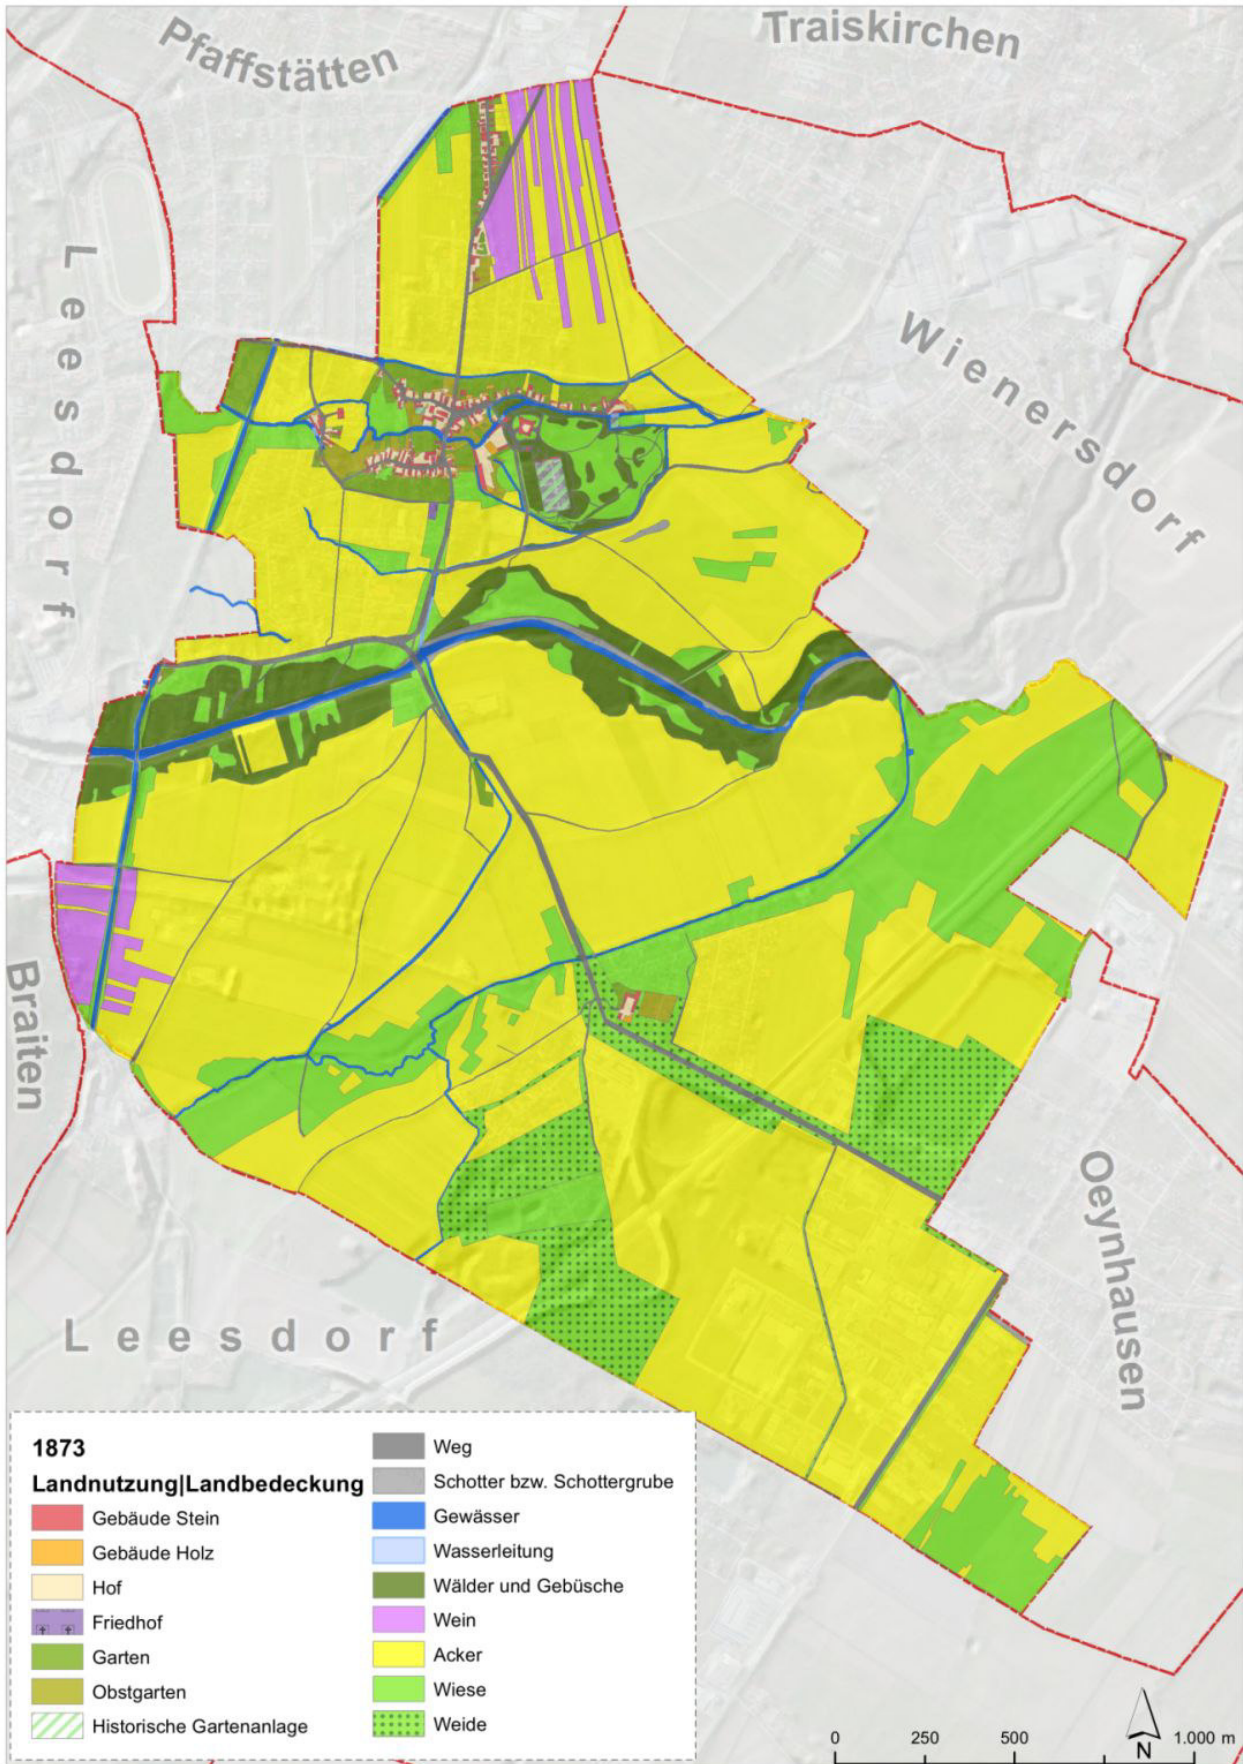 Pfaffstätten
Traiskirchen
Leesdorf
Wienersdorf
Braiten
Oeynhausen
Leesdorf
1873
Landnutzung|Landbedeckung
Gebäude Stein
Gebäude Holz
Hof
Friedhof
Garten
Obstgarten
Historische Gartenanlage
Weg
Schotter bzw. Schottergrube
Gewässer
Wasserleitung
Wälder und Gebüsche
Wein
Acker
Wiese
Weide
N
0 250 500 1.000 m